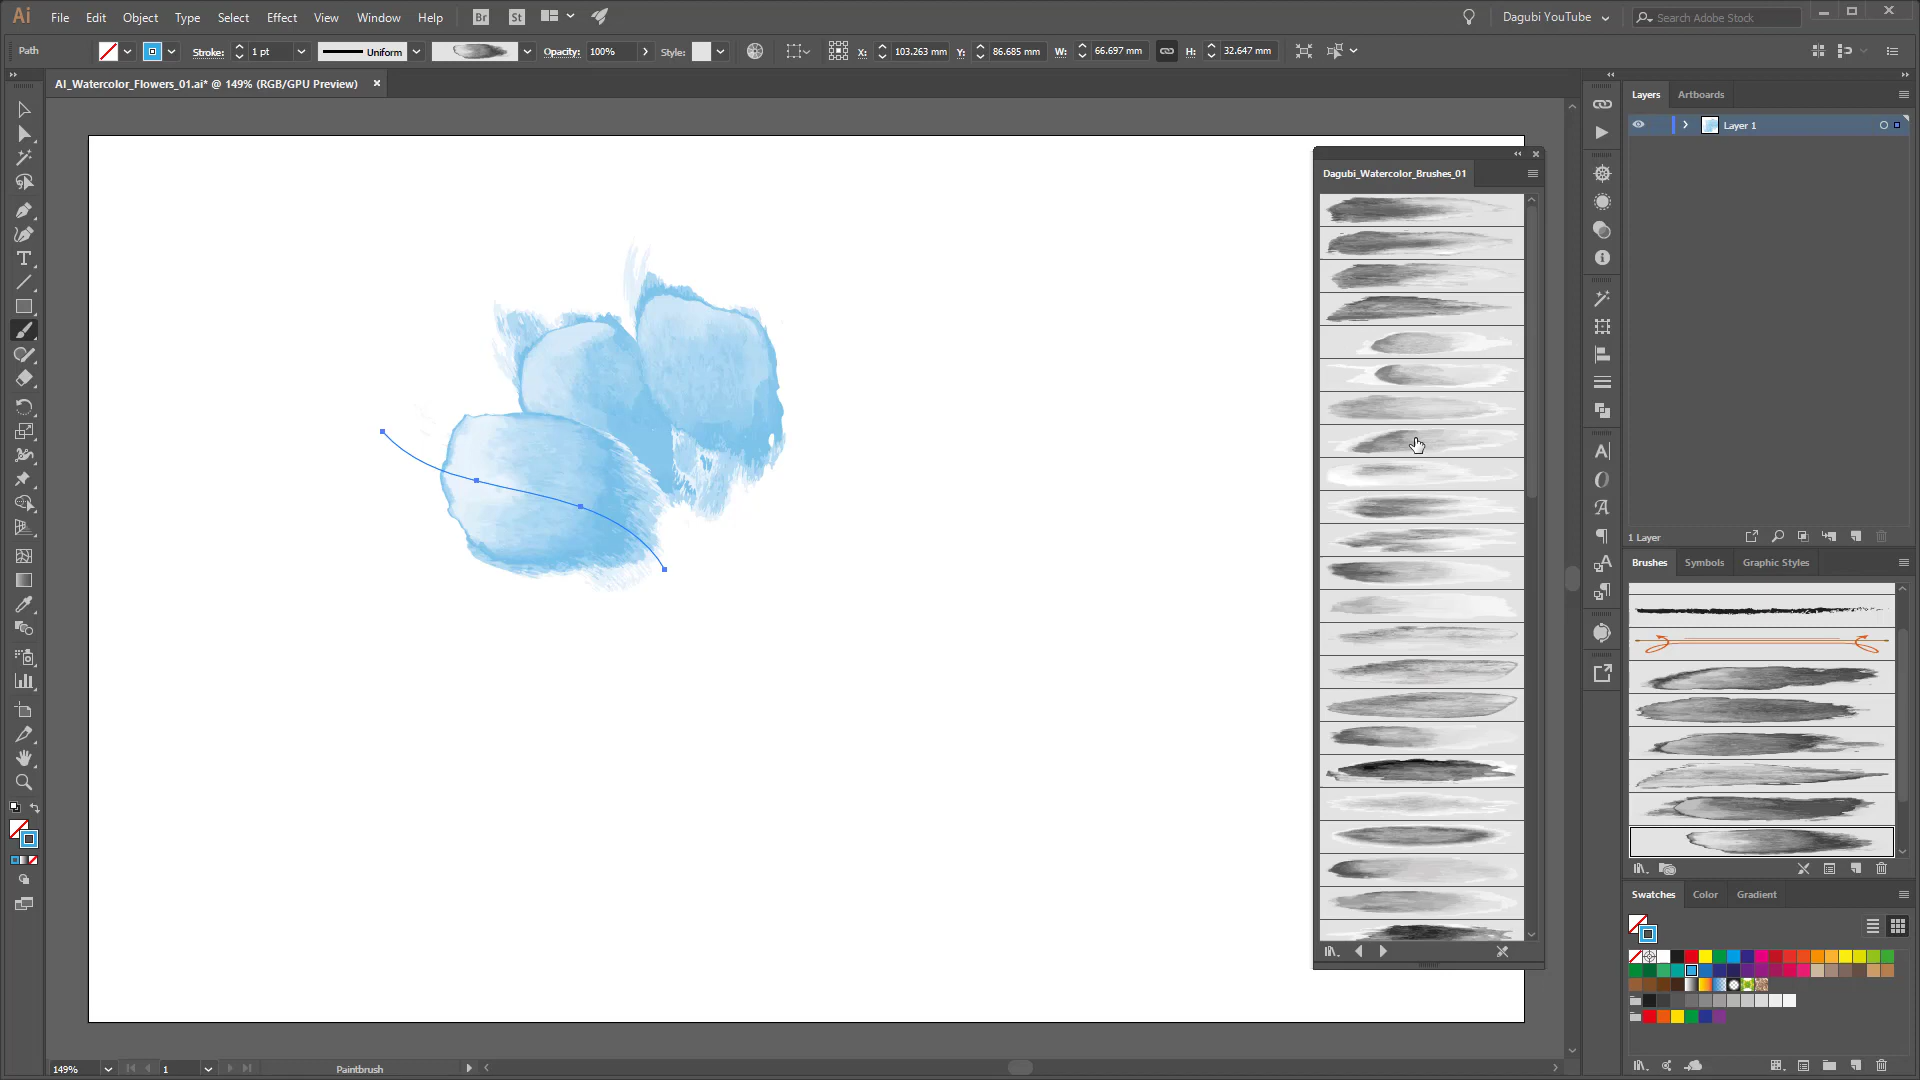 Ai File Edit Object Type Select Effect View Window Help Br St Dagubi YouTube Search Adobe Stock
Path Stroke: 1 pt Uniform Opacity: 100% Style: X: 103.263 mm Y: 86.685 mm W: 66.697 mm H: 32.647 mm
AI_Watercolor_Flowers_01.ai* @ 149% (RGB/GPU Preview)
Layers Artboards
Layer 1
Dagubi_Watercolor_Brushes_01
1 Layer
Brushes Symbols Graphic Styles
Swatches Color Gradient
149% 1 Paintbrush